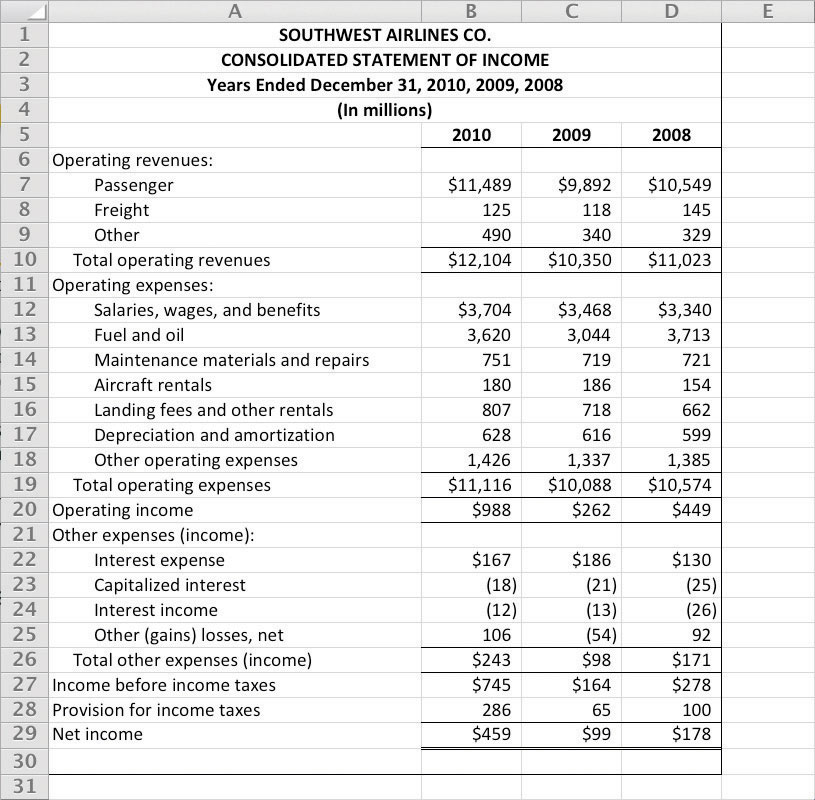 A B C D E
1 SOUTHWEST AIRLINES CO.
2 CONSOLIDATED STATEMENT OF INCOME
3 Years Ended December 31, 2010, 2009, 2008
4 (In millions)
5 2010 2009 2008
6 Operating revenues:
7 Passenger $11,489 $9,892 $10,549
8 Freight 125 118 145
9 Other 490 340 329
10 Total operating revenues $12,104 $10,350 $11,023
11 Operating expenses:
12 Salaries, wages, and benefits $3,704 $3,468 $3,340
13 Fuel and oil 3,620 3,044 3,713
14 Maintenance materials and repairs 751 719 721
15 Aircraft rentals 180 186 154
16 Landing fees and other rentals 807 718 662
17 Depreciation and amortization 628 616 599
18 Other operating expenses 1,426 1,337 1,385
19 Total operating expenses $11,116 $10,088 $10,574
20 Operating income $988 $262 $449
21 Other expenses (income):
22 Interest expense $167 $186 $130
23 Capitalized interest (18) (21) (25)
24 Interest income (12) (13) (26)
25 Other (gains) losses, net 106 (54) 92
26 Total other expenses (income) $243 $98 $171
27 Income before income taxes $745 $164 $278
28 Provision for income taxes 286 65 100
29 Net income $459 $99 $178
30
31